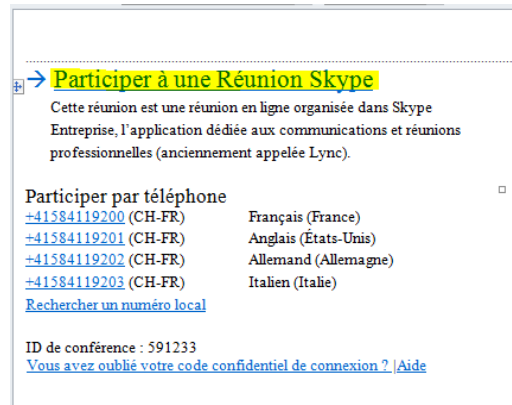 → Participer à une Réunion Skype
Cette réunion est une réunion en ligne organisée dans Skype
Entreprise, l'application dédiée aux communications et réunions
professionnelles (anciennement appelée Lync).
Participer par téléphone
+41584119200 (CH-FR) Français (France)
+41584119201 (CH-FR) Anglais (États-Unis)
+41584119202 (CH-FR) Allemand (Allemagne)
+41584119203 (CH-FR) Italien (Italie)
Rechercher un numéro local
ID de conférence : 591233
Vous avez oublié votre code confidentiel de connexion ? |Aide